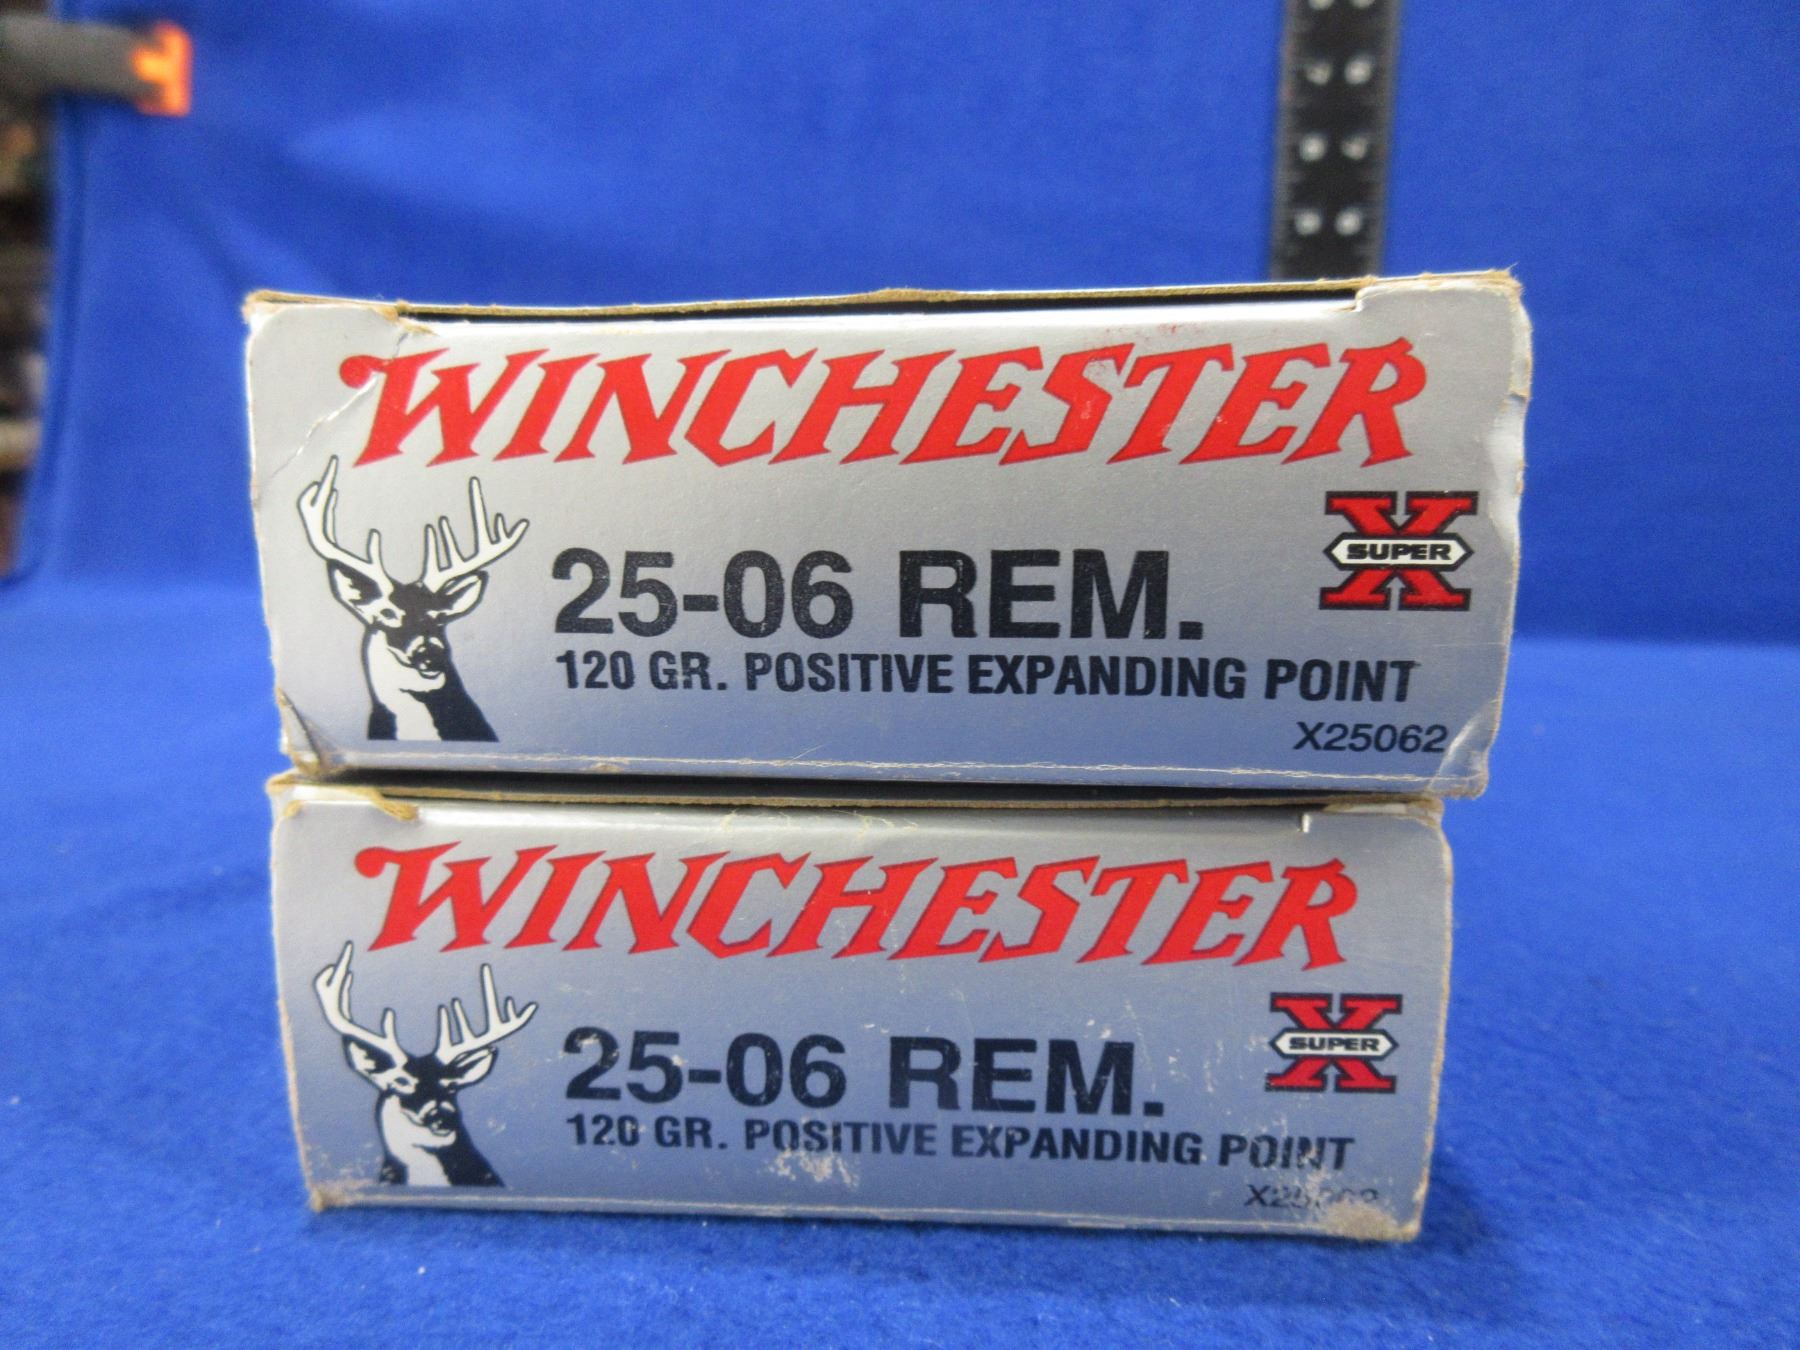 WINCHESTER
X
SUPER
25-06 REM.
120 GR. POSITIVE EXPANDING POINT
X25062
WINCHESTER
X
SUPER
25-06 REM.
120 GR. POSITIVE EXPANDING POINT